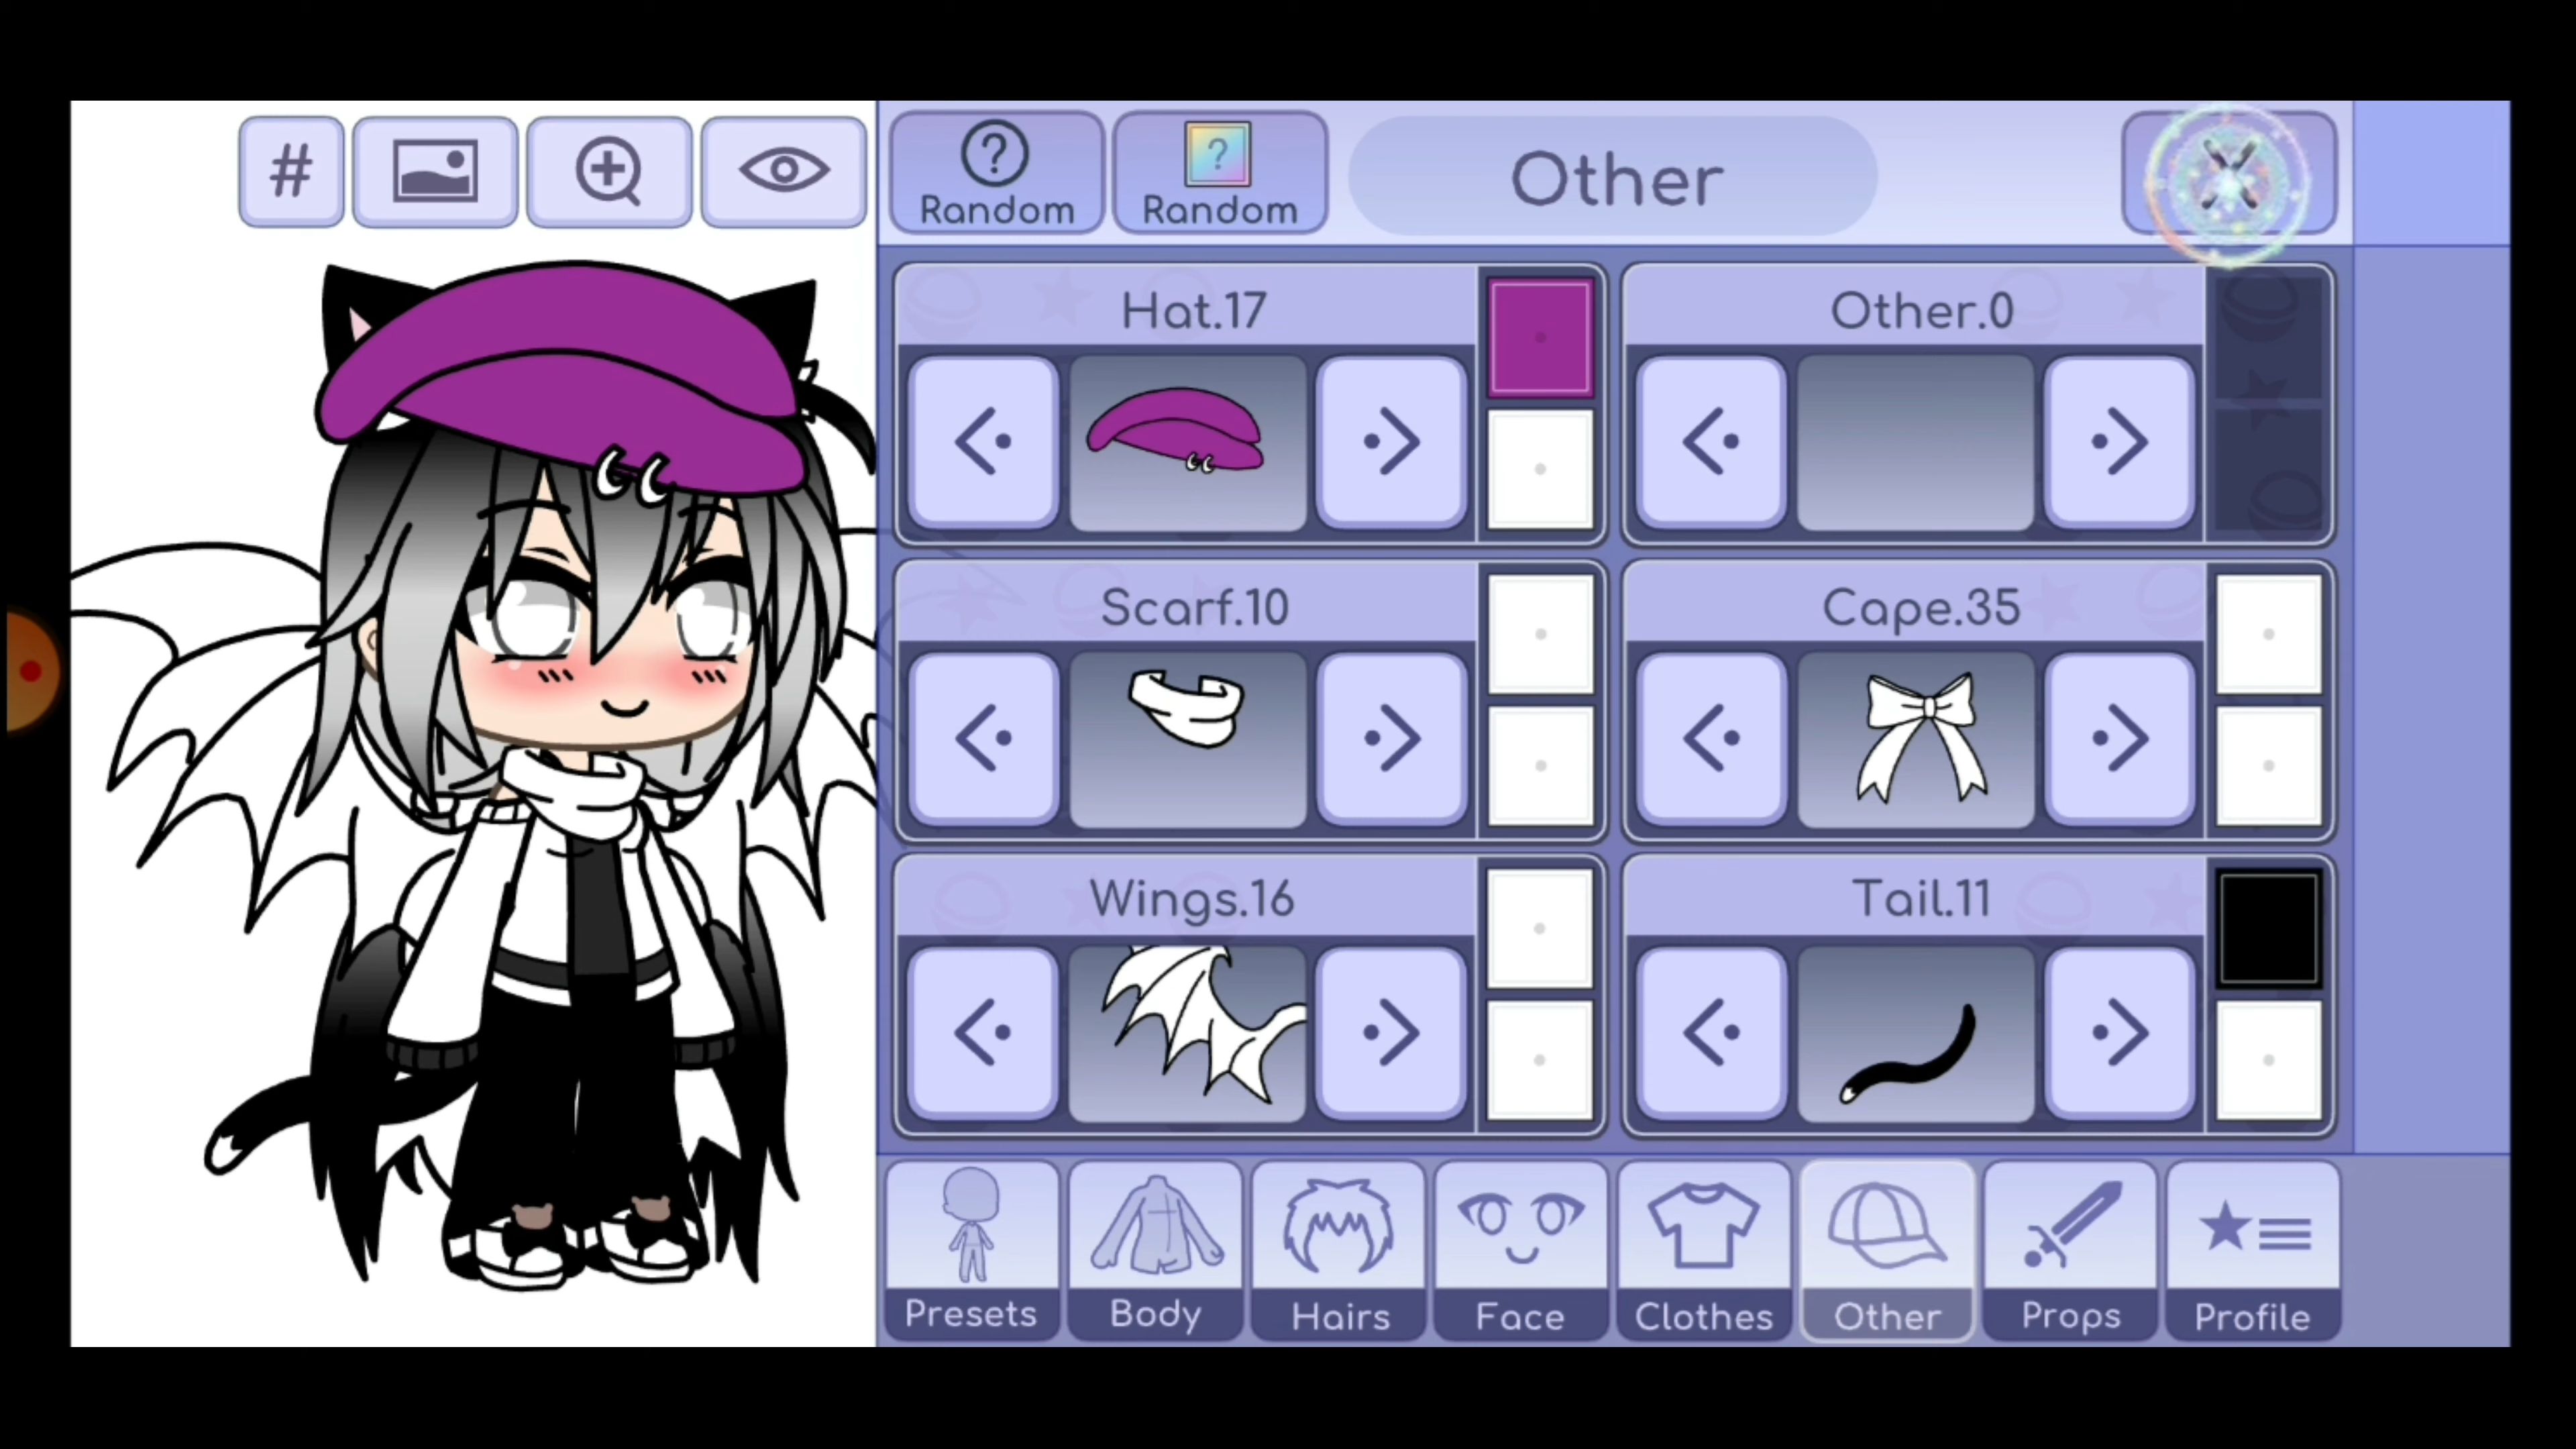 #
?
Random
?
Random
Other
X
Hat.17
Other.0
Scarf.10
Cape.35
Wings.16
Tail.11
Presets
Body
Hairs
Face
Clothes
Other
Props
Profile